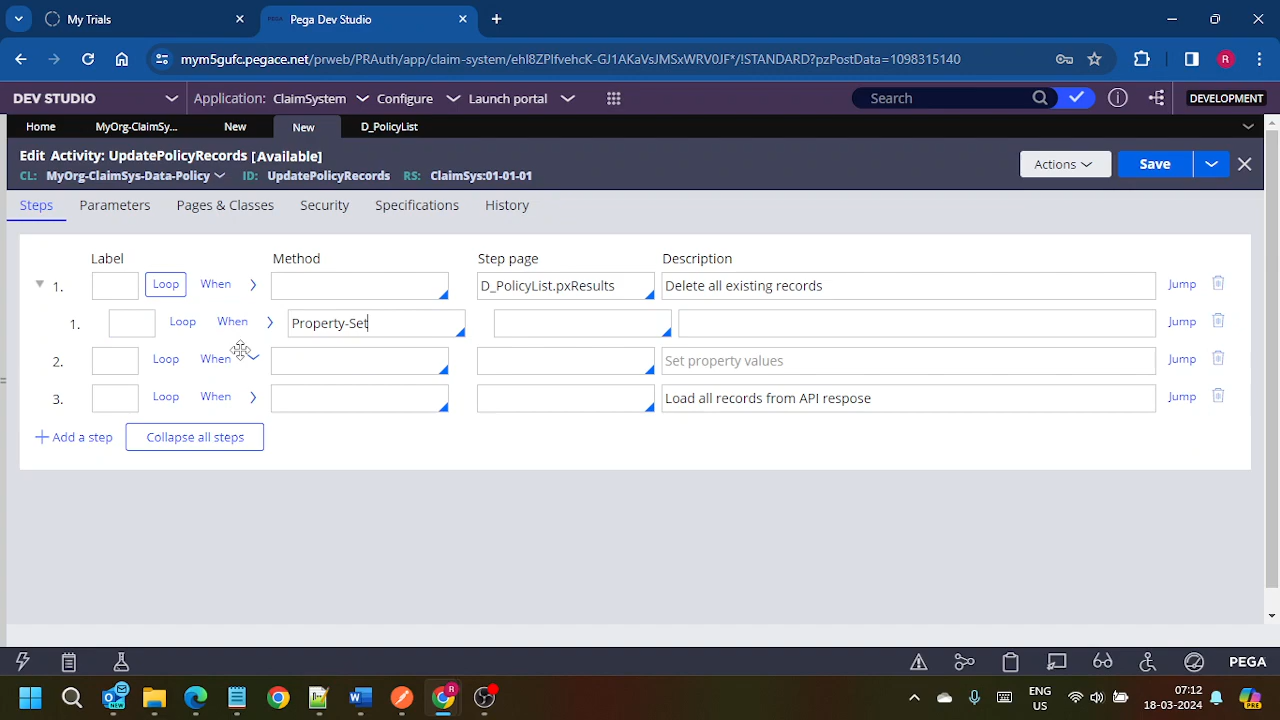 My Trials
Pega Dev Studio
mym5gufc.pegace.net/prweb/PRAuth/app/claim-system/ehI8ZPIfvehcK-GJ1AKaVsJMSxWRV0JF*/!STANDARD?pzPostData=1098315140
R
DEV STUDIO
Application: ClaimSystem
Configure
Launch portal
Search
DEVELOPMENT
Home
MyOrg-ClaimSy...
New
New
D_PolicyList
Edit Activity: UpdatePolicyRecords [Available]
CL: MyOrg-ClaimSys-Data-Policy ID: UpdatePolicyRecords RS: ClaimSys:01-01-01
Actions
Save
Steps
Parameters
Pages & Classes
Security
Specifications
History
Label Method Step page Description
1. Loop When D_PolicyList.pxResults Delete all existing records Jump
1. Loop When Property-Set Jump
2. Loop When Set property values Jump
3. Loop When Load all records from API respose Jump
Add a step
Collapse all steps
PEGA
R
ENG
US
07:12
18-03-2024
PRE